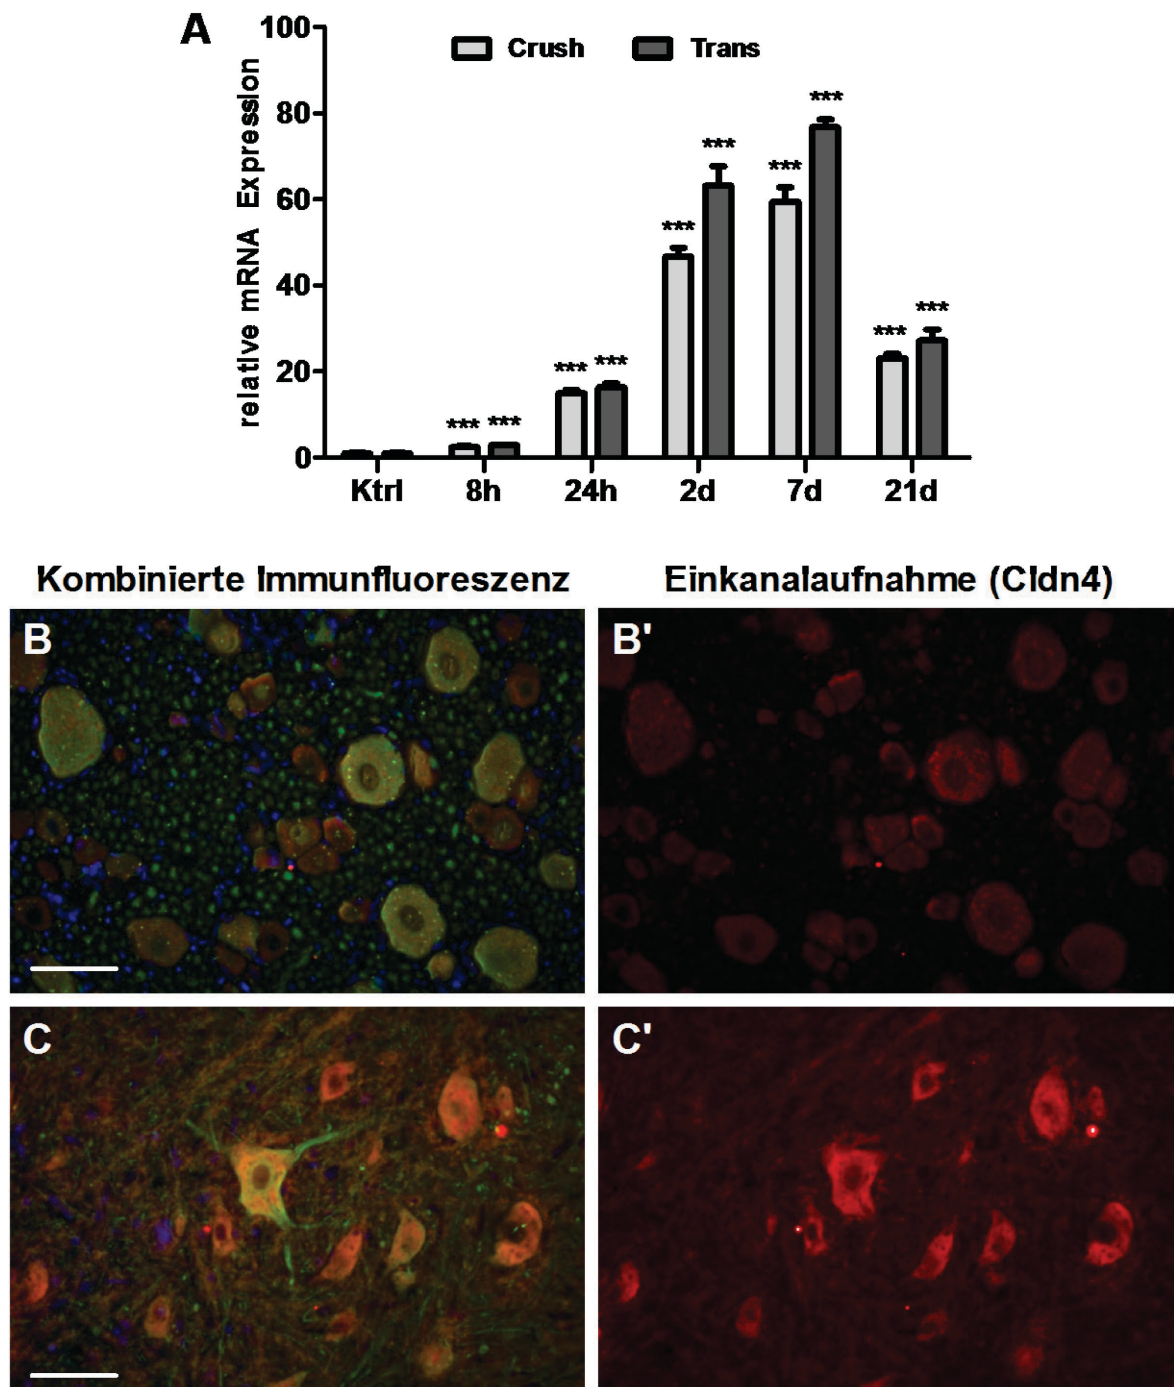 A
100
80
60
40
20
0
relative mRNA Expression
Crush Trans
*** ***
*** ***
*** ***
*** ***
*** ***
Ktrl 8h 24h 2d 7d 21d
Kombinierte Immunfluoreszenz Einkanalaufnahme (Cldn4)
B B'
C C'